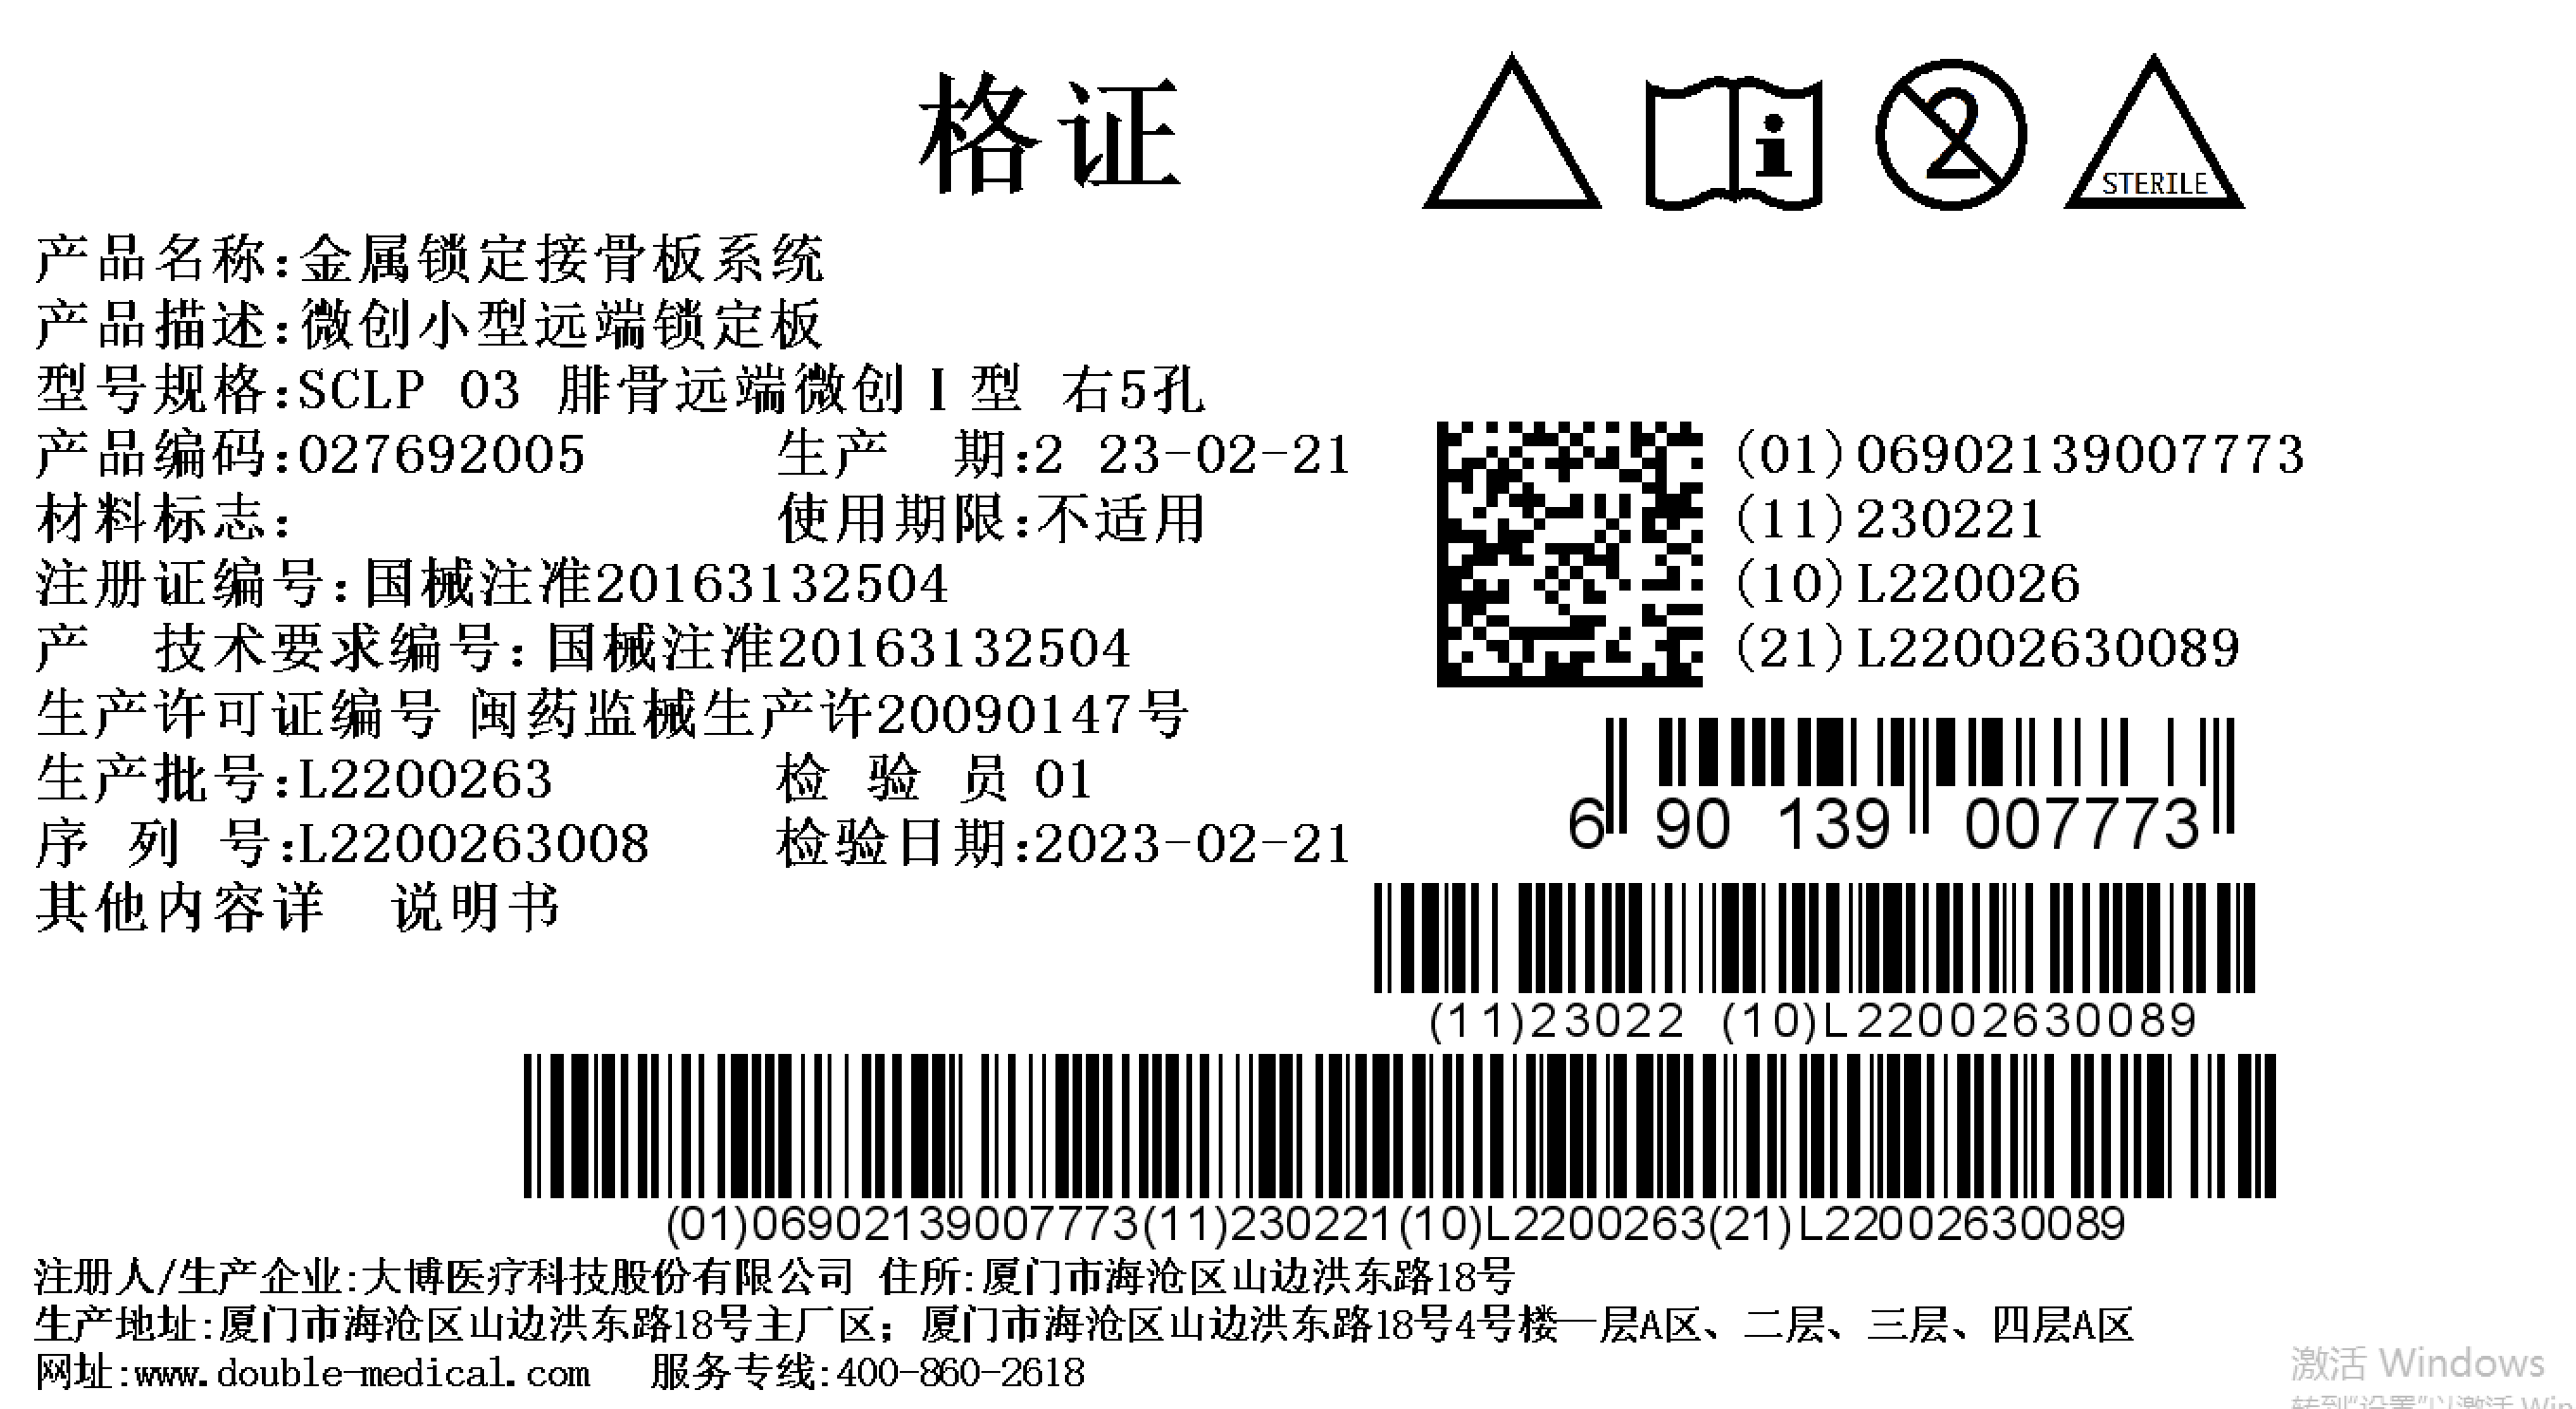 格证
STERILE
产品名称:金属锁定接骨板系统
产品描述:微创小型远端锁定板
型号规格:SCLP 03 腓骨远端微创Ⅰ型 右5孔
产品编码:027692005 生产 期:2 23-02-21
材料标志: 使用期限:不适用
注册证编号:国械注准20163132504
产 技术要求编号:国械注准20163132504
生产许可证编号 闽药监械生产许20090147号
生产批号:L2200263 检 验 员 01
序 列 号:L2200263008 检验日期:2023-02-21
其他内容详 说明书
(01)06902139007773
(11)230221
(10)L220026
(21)L22002630089
6 90 139 007773
(11)23022 (10)L22002630089
(01)06902139007773(11)230221(10)L2200263(21)L22002630089
注册人/生产企业:大博医疗科技股份有限公司 住所:厦门市海沧区山边洪东路18号
生产地址:厦门市海沧区山边洪东路18号主厂区；厦门市海沧区山边洪东路18号4号楼一层A区、二层、三层、四层A区
网址:www.double-medical.com 服务专线:400-860-2618
激活 Windows
转到"设置"以激活 Win